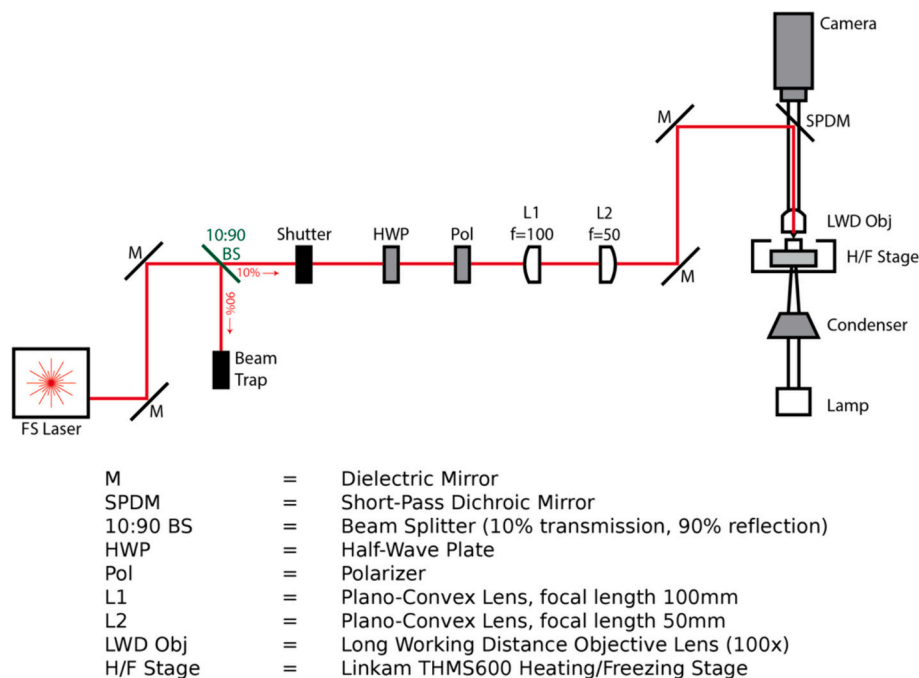 Camera
M
SPDM
LWD Obj
H/F Stage
Condenser
Lamp
L1
f=100
L2
f=50
10:90
BS
Shutter
HWP
Pol
M
10% →
90% →
M
Beam
Trap
M
FS Laser
M = Dielectric Mirror
SPDM = Short-Pass Dichroic Mirror
10:90 BS = Beam Splitter (10% transmission, 90% reflection)
HWP = Half-Wave Plate
Pol = Polarizer
L1 = Plano-Convex Lens, focal length 100mm
L2 = Plano-Convex Lens, focal length 50mm
LWD Obj = Long Working Distance Objective Lens (100x)
H/F Stage = Linkam THMS600 Heating/Freezing Stage